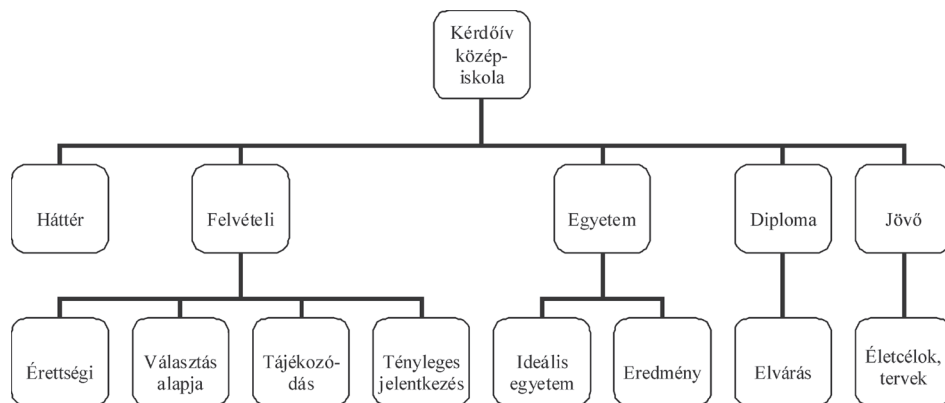 Kérdőív
közép-
iskola
Háttér
Felvételi
Egyetem
Diploma
Jövő
Érettségi
Választás
alapja
Tájékozó-
dás
Tényleges
jelentkezés
Ideális
egyetem
Eredmény
Elvárás
Életcélok,
tervek